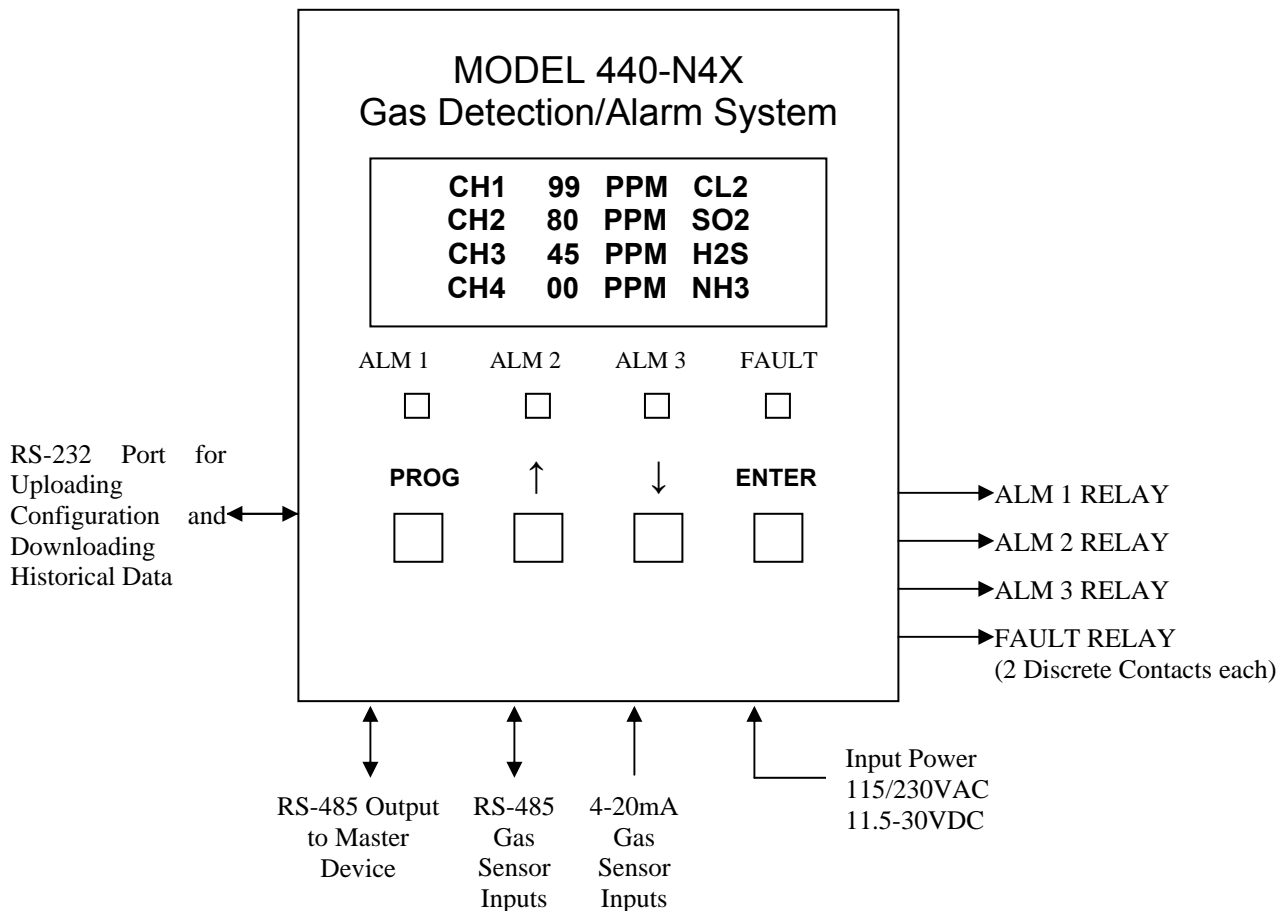 MODEL 440-N4X
Gas Detection/Alarm System
CH1 99 PPM CL2
CH2 80 PPM SO2
CH3 45 PPM H2S
CH4 00 PPM NH3
ALM 1 ALM 2 ALM 3 FAULT
PROG ↑ ↓ ENTER
RS-232 Port for
Uploading
Configuration and
Downloading
Historical Data
ALM 1 RELAY
ALM 2 RELAY
ALM 3 RELAY
FAULT RELAY
(2 Discrete Contacts each)
RS-485 Output
to Master
Device
RS-485
Gas
Sensor
Inputs
4-20mA
Gas
Sensor
Inputs
Input Power
115/230VAC
11.5-30VDC